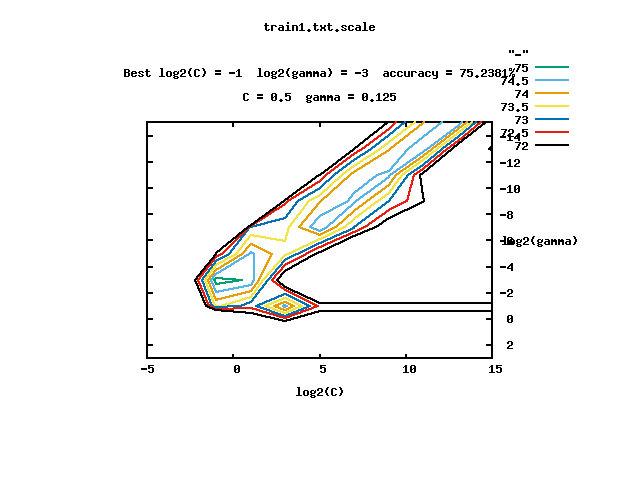 train1.txt.scale
"-"
Best log2(C) = -1 log2(gamma) = -3 accuracy = 75.2381%
75
74.5
C = 0.5 gamma = 0.125
74
73.5
73
72.5
72
-14
-12
-10
-8
-6
log2(gamma)
-4
-2
0
2
-5 0 5 10 15
log2(C)